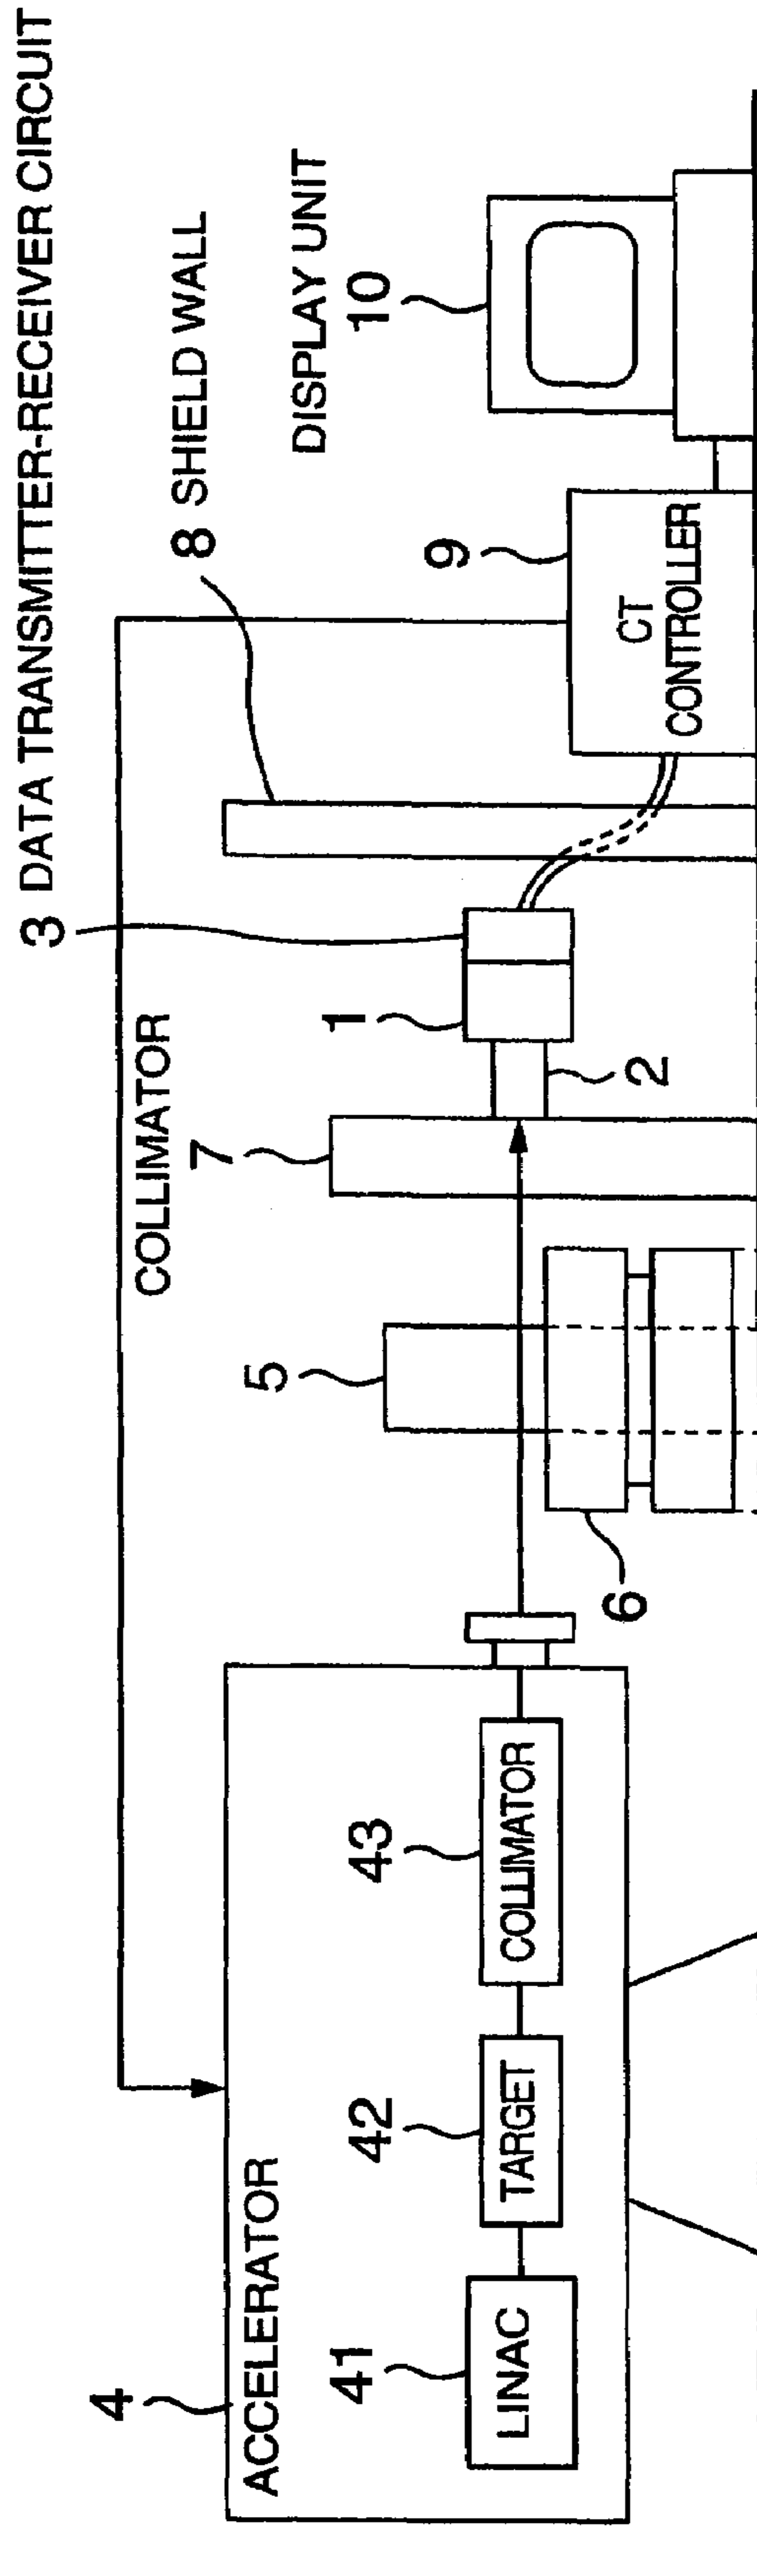 3 DATA TRANSMITTER-RECEIVER CIRCUIT
8 SHIELD WALL
DISPLAY UNIT
10
COLLIMATOR
7
1
9
5
CT
CONTROLLER
2
6
4
ACCELERATOR
41
42
43
LINAC
TARGET
COLLIMATOR